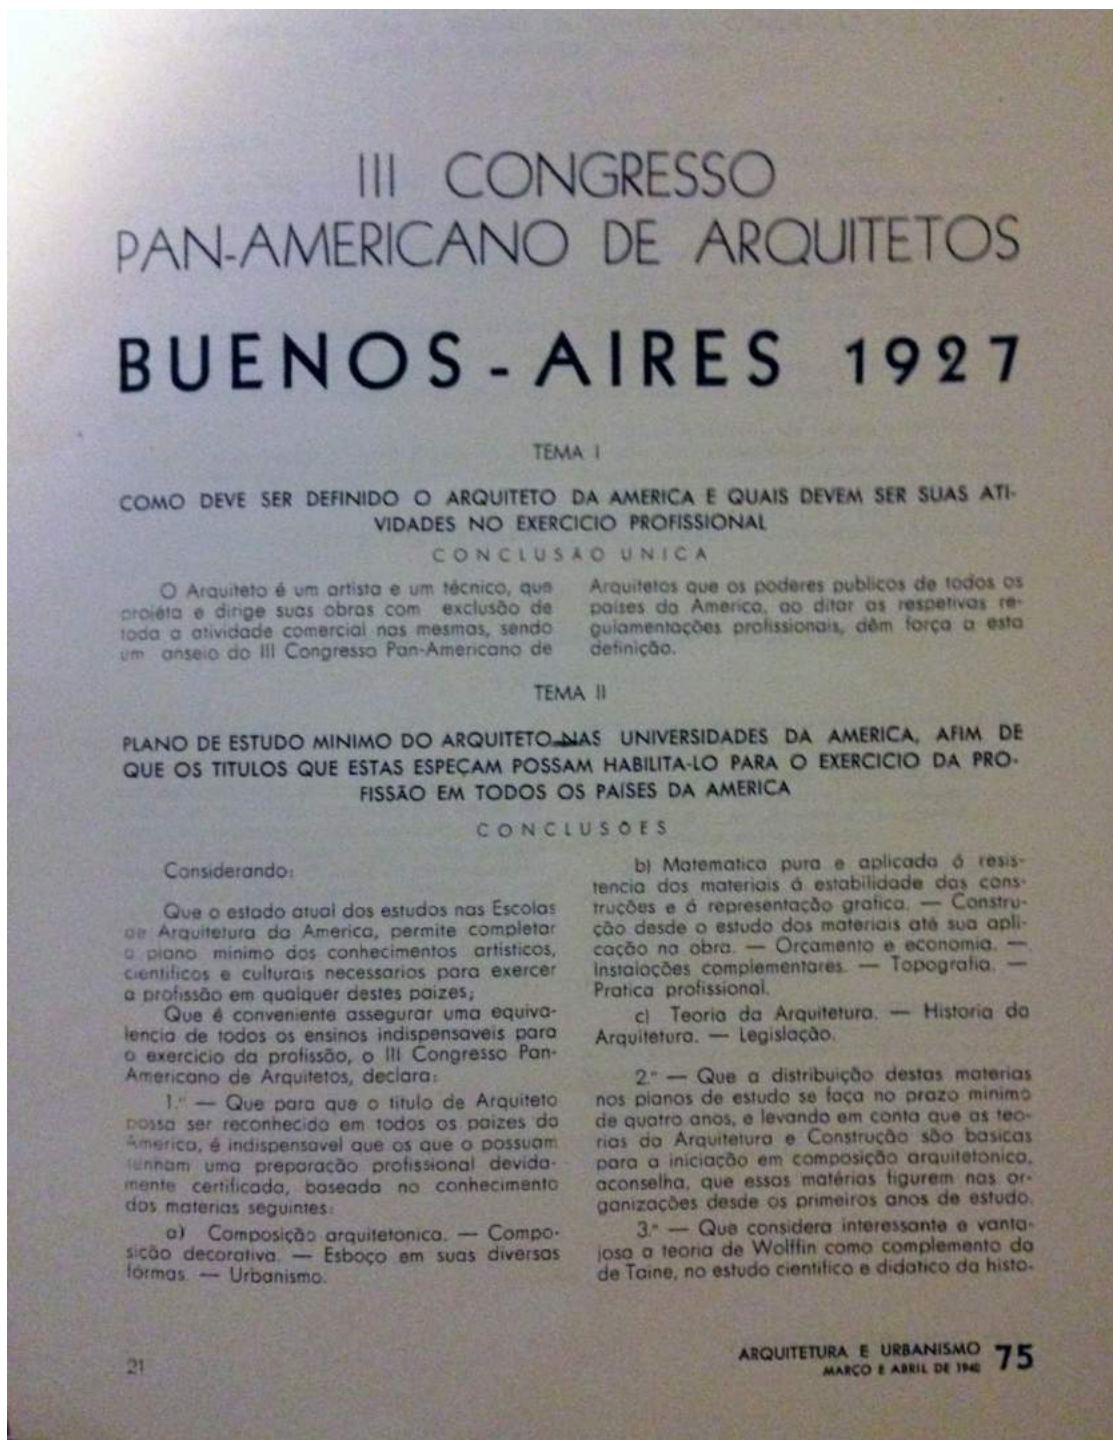 III CONGRESSO
PAN-AMERICANO DE ARQUITETOS
BUENOS - AIRES 1927
TEMA I
COMO DEVE SER DEFINIDO O ARQUITETO DA AMERICA E QUAIS DEVEM SER SUAS ATI-
VIDADES NO EXERCICIO PROFISSIONAL
CONCLUSÃO UNICA
O Arquiteto é um artista e um técnico, que
projéta e dirige suas obras com exclusão de
toda a atividade comercial nas mesmas, sendo
um anseio do III Congresso Pan-Americano de
Arquitetos que os poderes publicos de todos os
paises da America, ao ditar as respetivas re-
gulamentações profissionais, dêm força a esta
definição.
TEMA II
PLANO DE ESTUDO MINIMO DO ARQUITETO NAS UNIVERSIDADES DA AMERICA, AFIM DE
QUE OS TITULOS QUE ESTAS ESPEÇAM POSSAM HABILITA-LO PARA O EXERCICIO DA PRO-
FISSÃO EM TODOS OS PAISES DA AMERICA
CONCLUSÕES
Considerando:
Que o estado atual dos estudos nas Escolas
de Arquitetura da America, permite completar
o plano minimo dos conhecimentos artisticos,
cientificos e culturais necessarios para exercer
a profissão em qualquer destes paizes;
Que é conveniente assegurar uma equiva-
lencia de todos os ensinos indispensaveis para
o exercicio da profissão, o III Congresso Pan-
Americano de Arquitetos, declara:
1.º — Que para que o titulo de Arquiteto
possa ser reconhecido em todos os paizes da
America, é indispensavel que os que o possuam
tenham uma preparação profissional devida-
mente certificada, baseada no conhecimento
das materias seguintes:
a) Composição arquitetonica. — Compo-
sição decorativa. — Esboço em suas diversas
fórmas. — Urbanismo.
b) Matematica pura e aplicada á resis-
tencia dos materiais á estabilidade das cons-
truções e á representação grafica. — Constru-
ção desde o estudo dos materiais até sua apli-
cação na obra. — Orçamento e economia. —
Instalações complementares. — Topografia. —
Pratica profissional.
c) Teoria da Arquitetura. — Historia da
Arquitetura. — Legislação.
2.º — Que a distribuição destas materias
nos planos de estudo se faça no prazo minimo
de quatro anos, e levando em conta que as teo-
rias da Arquitetura e Construção são basicas
para a iniciação em composição arquitetonica,
aconselha, que essas matérias figurem nas or-
ganizações desde os primeiros anos de estudo.
3.º — Que considera interessante e vanta-
josa a teoria de Wolffin como complemento da
de Taine, no estudo cientifico e didatico da histo-
21
ARQUITETURA E URBANISMO 75
MARÇO E ABRIL DE 1940